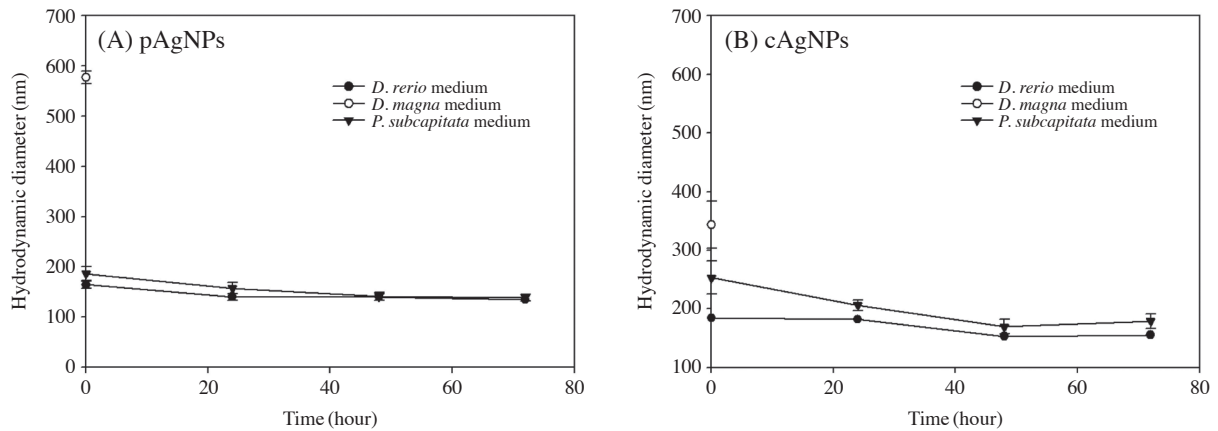 (A) pAgNPs
Hydrodynamic diameter (nm)
700
600
500
400
300
200
100
0
D. rerio medium
D. magna medium
P. subcapitata medium
0 20 40 60 80
Time (hour)
(B) cAgNPs
Hydrodynamic diameter (nm)
700
600
500
400
300
200
100
D. rerio medium
D. magna medium
P. subcapitata medium
0 20 40 60 80
Time (hour)